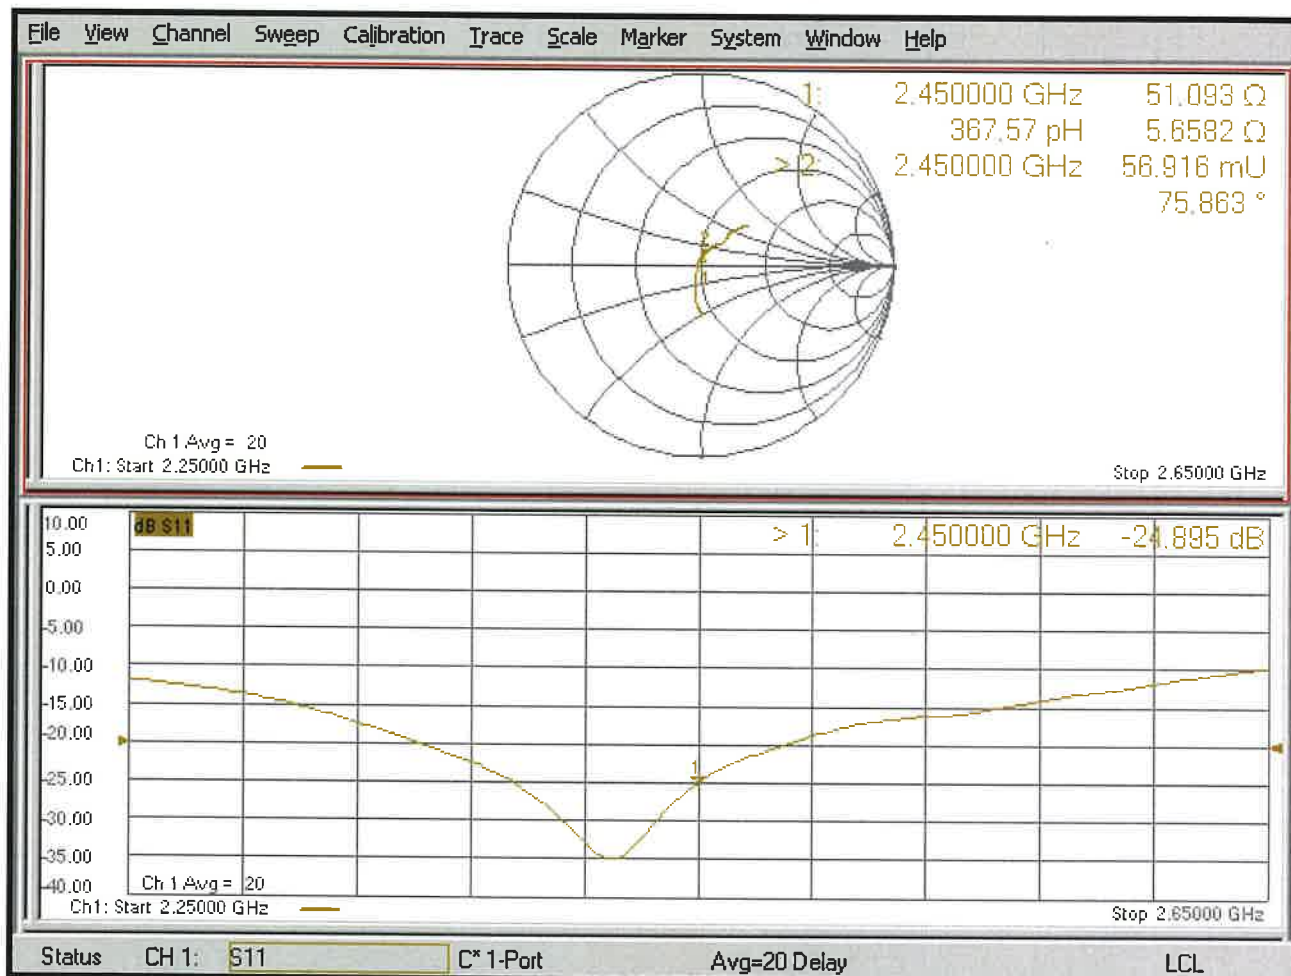 File View Channel Sweep Calibration Trace Scale Marker System Window Help
1: 2.450000 GHz 51.093 Ω
367.57 pH 5.6582 Ω
> 2: 2.450000 GHz 56.916 mU
75.863 °
2
1
Ch 1 Avg = 20
Ch1: Start 2.25000 GHz
Stop 2.65000 GHz
10.00
dB S11
> 1: 2.450000 GHz -24.895 dB
5.00
0.00
-5.00
-10.00
-15.00
-20.00
1
-25.00
-30.00
-35.00
-40.00
Ch 1 Avg = 20
Ch1: Start 2.25000 GHz
Stop 2.65000 GHz
Status CH 1: S11 C* 1-Port Avg=20 Delay LCL